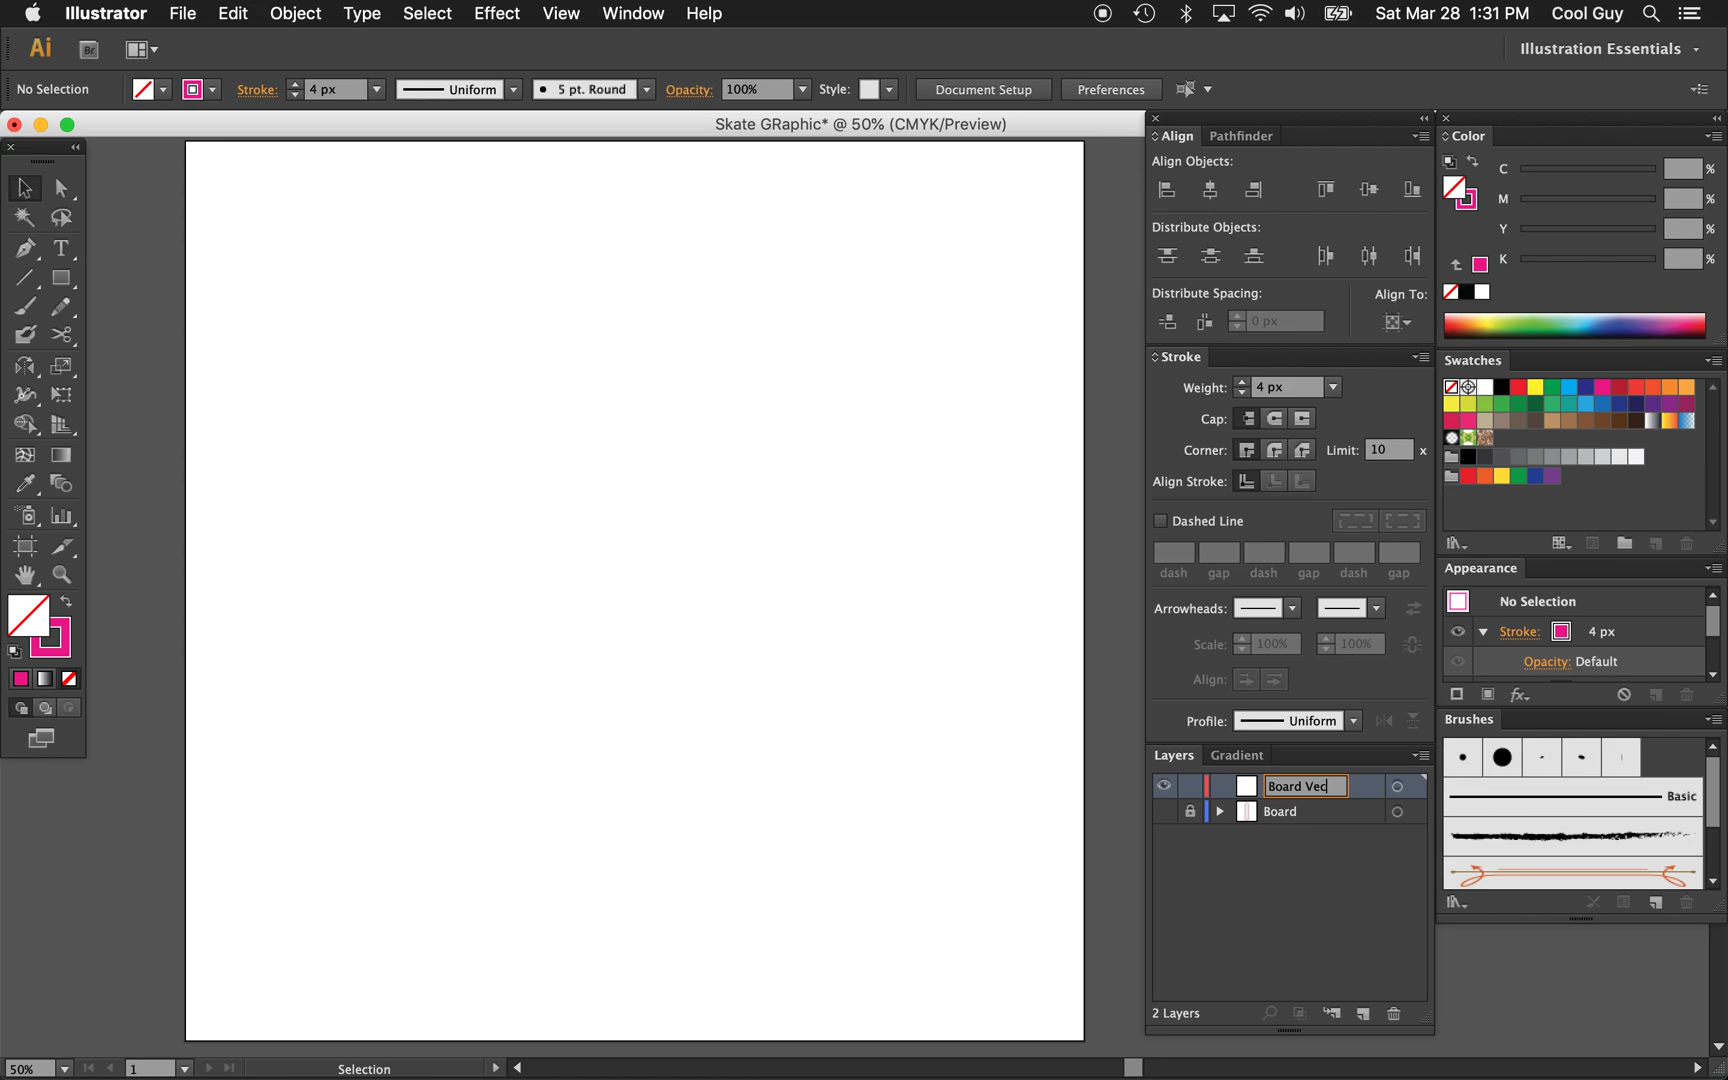 Illustrator File Edit Object Type Select Effect View Window Help Sat Mar 28 1:31 PM Cool Guy
Ai Br Illustration Essentials
No Selection Stroke: 4 px Uniform 5 pt. Round Opacity: 100% Style: Document Setup Preferences
Skate GRaphic* @ 50% (CMYK/Preview)
Align Pathfinder
Align Objects:
Distribute Objects:
Distribute Spacing: Align To:
0 px
Stroke
Weight: 4 px
Cap:
Corner: Limit: 10 x
Align Stroke:
Dashed Line
dash gap dash gap dash gap
Arrowheads:
Scale: 100% 100%
Align:
Profile: Uniform
Layers Gradient
Board Vec
Board
2 Layers
Color
C %
M %
Y %
K %
Swatches
Appearance
No Selection
Stroke: 4 px
Opacity: Default
Brushes
Basic
50% 1 Selection